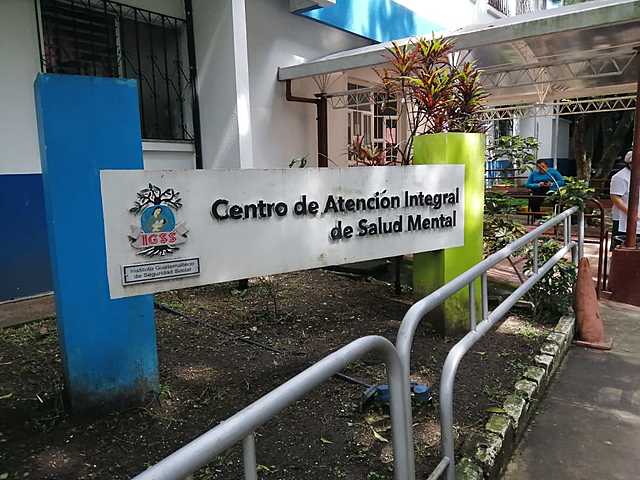 Centro de Atención Integral
de Salud Mental
IGSS
Instituto Guatemalteco
de Seguridad Social